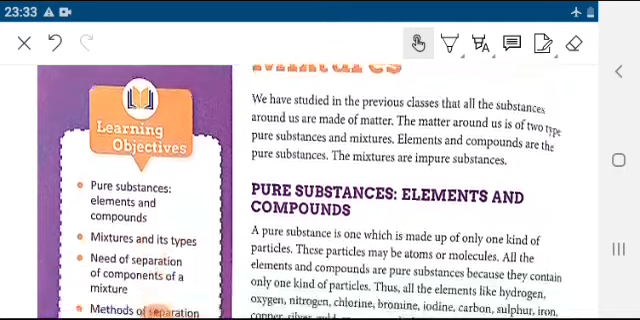 23:33
Mixtures
We have studied in the previous classes that all the substances
around us are made of matter. The matter around us is of two type
pure substances and mixtures. Elements and compounds are the
pure substances. The mixtures are impure substances.
PURE SUBSTANCES: ELEMENTS AND
COMPOUNDS
A pure substance is one which is made up of only one kind of
particles. These particles may be atoms or molecules. All the
elements and compounds are pure substances because they contain
only one kind of particles. Thus, all the elements like hydrogen,
oxygen, nitrogen, chlorine, bromine, iodine, carbon, sulphur, iron,
copper, silver, gold
Learning
Objectives
Pure substances:
elements and
compounds
Mixtures and its types
Need of separation
of components of a
mixture
Methods of separation